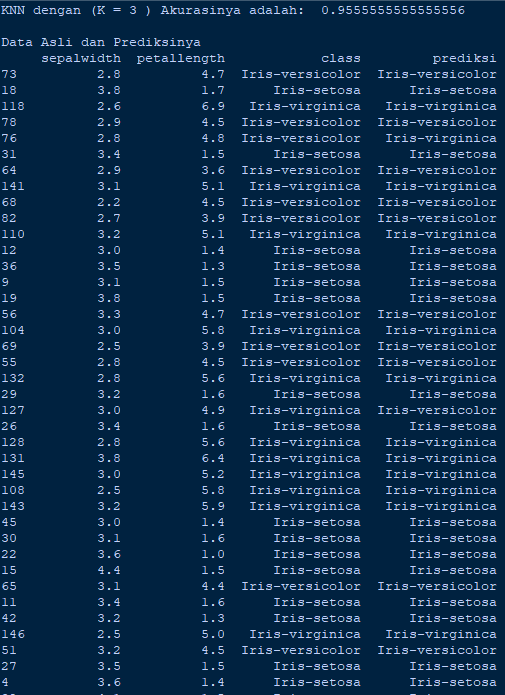 KNN dengan (K = 3 ) Akurasinya adalah:  0.9555555555555556
Data Asli dan Prediksinya
sepalwidth petallength class prediksi
73 2.8 4.7 Iris-versicolor Iris-versicolor
18 3.8 1.7 Iris-setosa Iris-setosa
118 2.6 6.9 Iris-virginica Iris-virginica
78 2.9 4.5 Iris-versicolor Iris-versicolor
76 2.8 4.8 Iris-versicolor Iris-virginica
31 3.4 1.5 Iris-setosa Iris-setosa
64 2.9 3.6 Iris-versicolor Iris-versicolor
141 3.1 5.1 Iris-virginica Iris-virginica
68 2.2 4.5 Iris-versicolor Iris-versicolor
82 2.7 3.9 Iris-versicolor Iris-versicolor
110 3.2 5.1 Iris-virginica Iris-virginica
12 3.0 1.4 Iris-setosa Iris-setosa
36 3.5 1.3 Iris-setosa Iris-setosa
9 3.1 1.5 Iris-setosa Iris-setosa
19 3.8 1.5 Iris-setosa Iris-setosa
56 3.3 4.7 Iris-versicolor Iris-versicolor
104 3.0 5.8 Iris-virginica Iris-virginica
69 2.5 3.9 Iris-versicolor Iris-versicolor
55 2.8 4.5 Iris-versicolor Iris-versicolor
132 2.8 5.6 Iris-virginica Iris-virginica
29 3.2 1.6 Iris-setosa Iris-setosa
127 3.0 4.9 Iris-virginica Iris-versicolor
26 3.4 1.6 Iris-setosa Iris-setosa
128 2.8 5.6 Iris-virginica Iris-virginica
131 3.8 6.4 Iris-virginica Iris-virginica
145 3.0 5.2 Iris-virginica Iris-virginica
108 2.5 5.8 Iris-virginica Iris-virginica
143 3.2 5.9 Iris-virginica Iris-virginica
45 3.0 1.4 Iris-setosa Iris-setosa
30 3.1 1.6 Iris-setosa Iris-setosa
22 3.6 1.0 Iris-setosa Iris-setosa
15 4.4 1.5 Iris-setosa Iris-setosa
65 3.1 4.4 Iris-versicolor Iris-versicolor
11 3.4 1.6 Iris-setosa Iris-setosa
42 3.2 1.3 Iris-setosa Iris-setosa
146 2.5 5.0 Iris-virginica Iris-virginica
51 3.2 4.5 Iris-versicolor Iris-versicolor
27 3.5 1.5 Iris-setosa Iris-setosa
4 3.6 1.4 Iris-setosa Iris-setosa